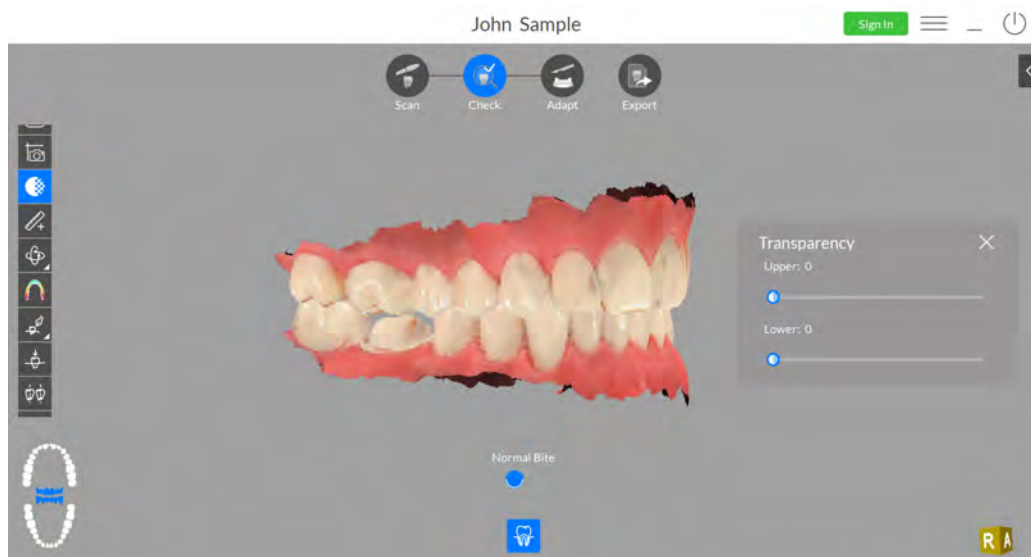 John Sample
Sign In
Scan
Check
Adapt
Export
Transparency
Upper: 0
Lower: 0
Normal Bite
R A